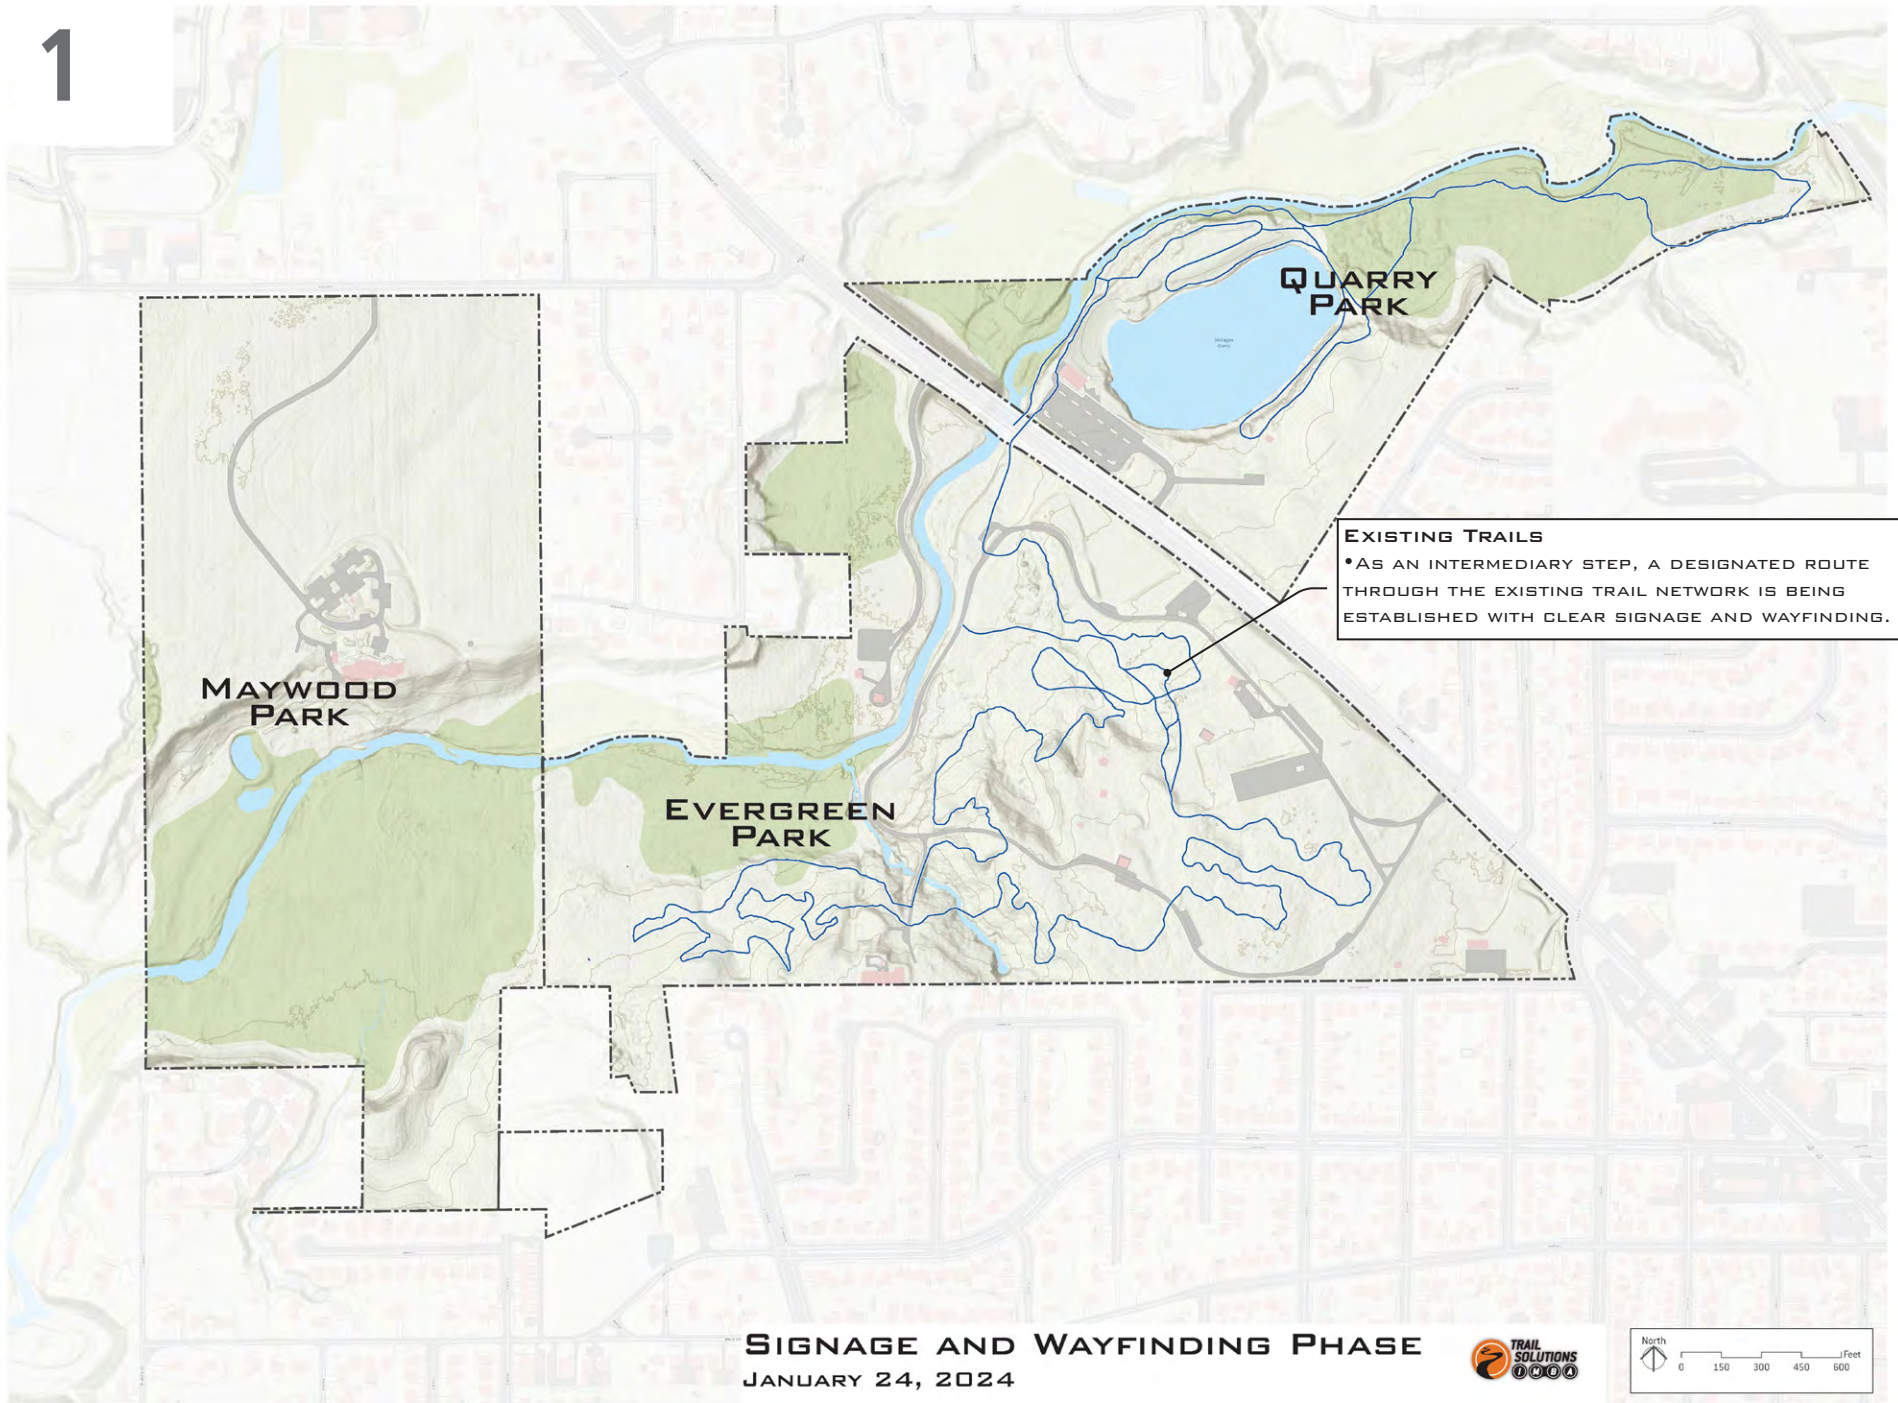 1
QUARRY
PARK
EXISTING TRAILS
•AS AN INTERMEDIARY STEP, A DESIGNATED ROUTE
THROUGH THE EXISTING TRAIL NETWORK IS BEING
ESTABLISHED WITH CLEAR SIGNAGE AND WAYFINDING.
MAYWOOD
PARK
EVERGREEN
PARK
SIGNAGE AND WAYFINDING PHASE
JANUARY 24, 2024
TRAIL
SOLUTIONS
IMBA
North
0 150 300 450 600 Feet